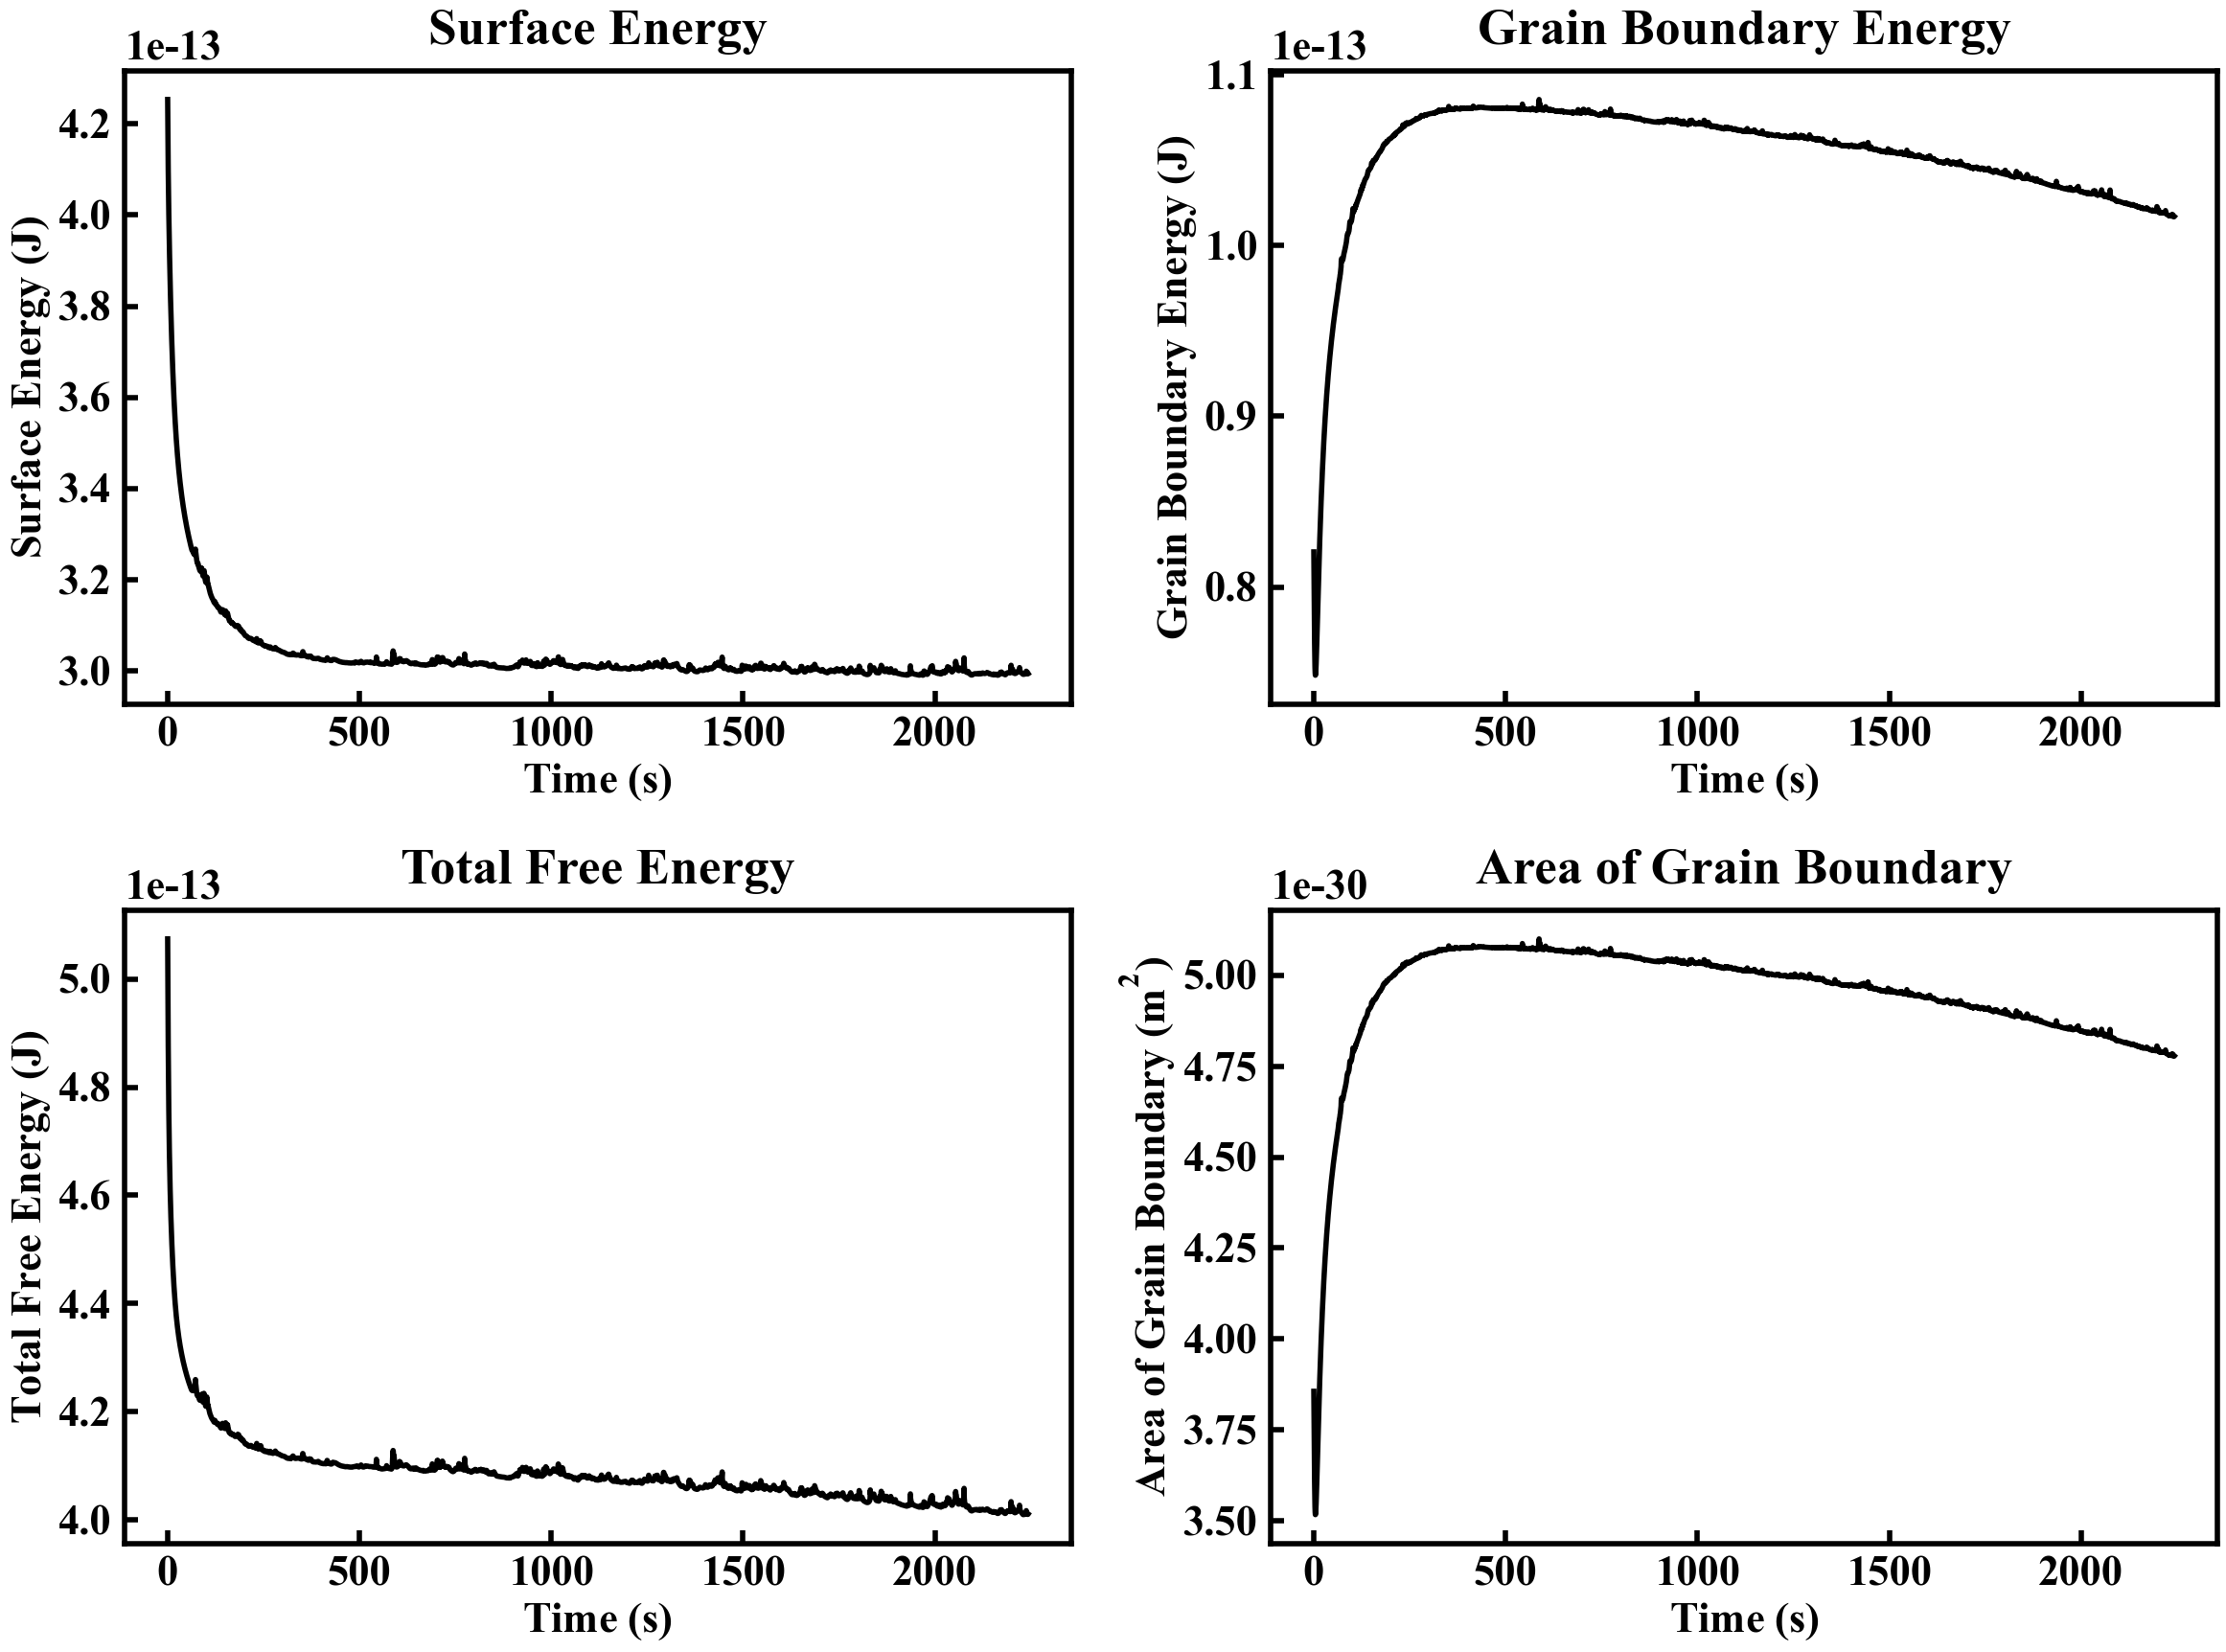 Surface Energy
1e-13
4.2
4.0
3.8
3.6
3.4
3.2
3.0
Surface Energy (J)
0 500 1000 1500 2000
Time (s)
Grain Boundary Energy
1e-13
1.1
1.0
0.9
0.8
Grain Boundary Energy (J)
0 500 1000 1500 2000
Time (s)
Total Free Energy
1e-13
5.0
4.8
4.6
4.4
4.2
4.0
Total Free Energy (J)
0 500 1000 1500 2000
Time (s)
Area of Grain Boundary
1e-30
5.00
4.75
4.50
4.25
4.00
3.75
3.50
Area of Grain Boundary (m²)
0 500 1000 1500 2000
Time (s)